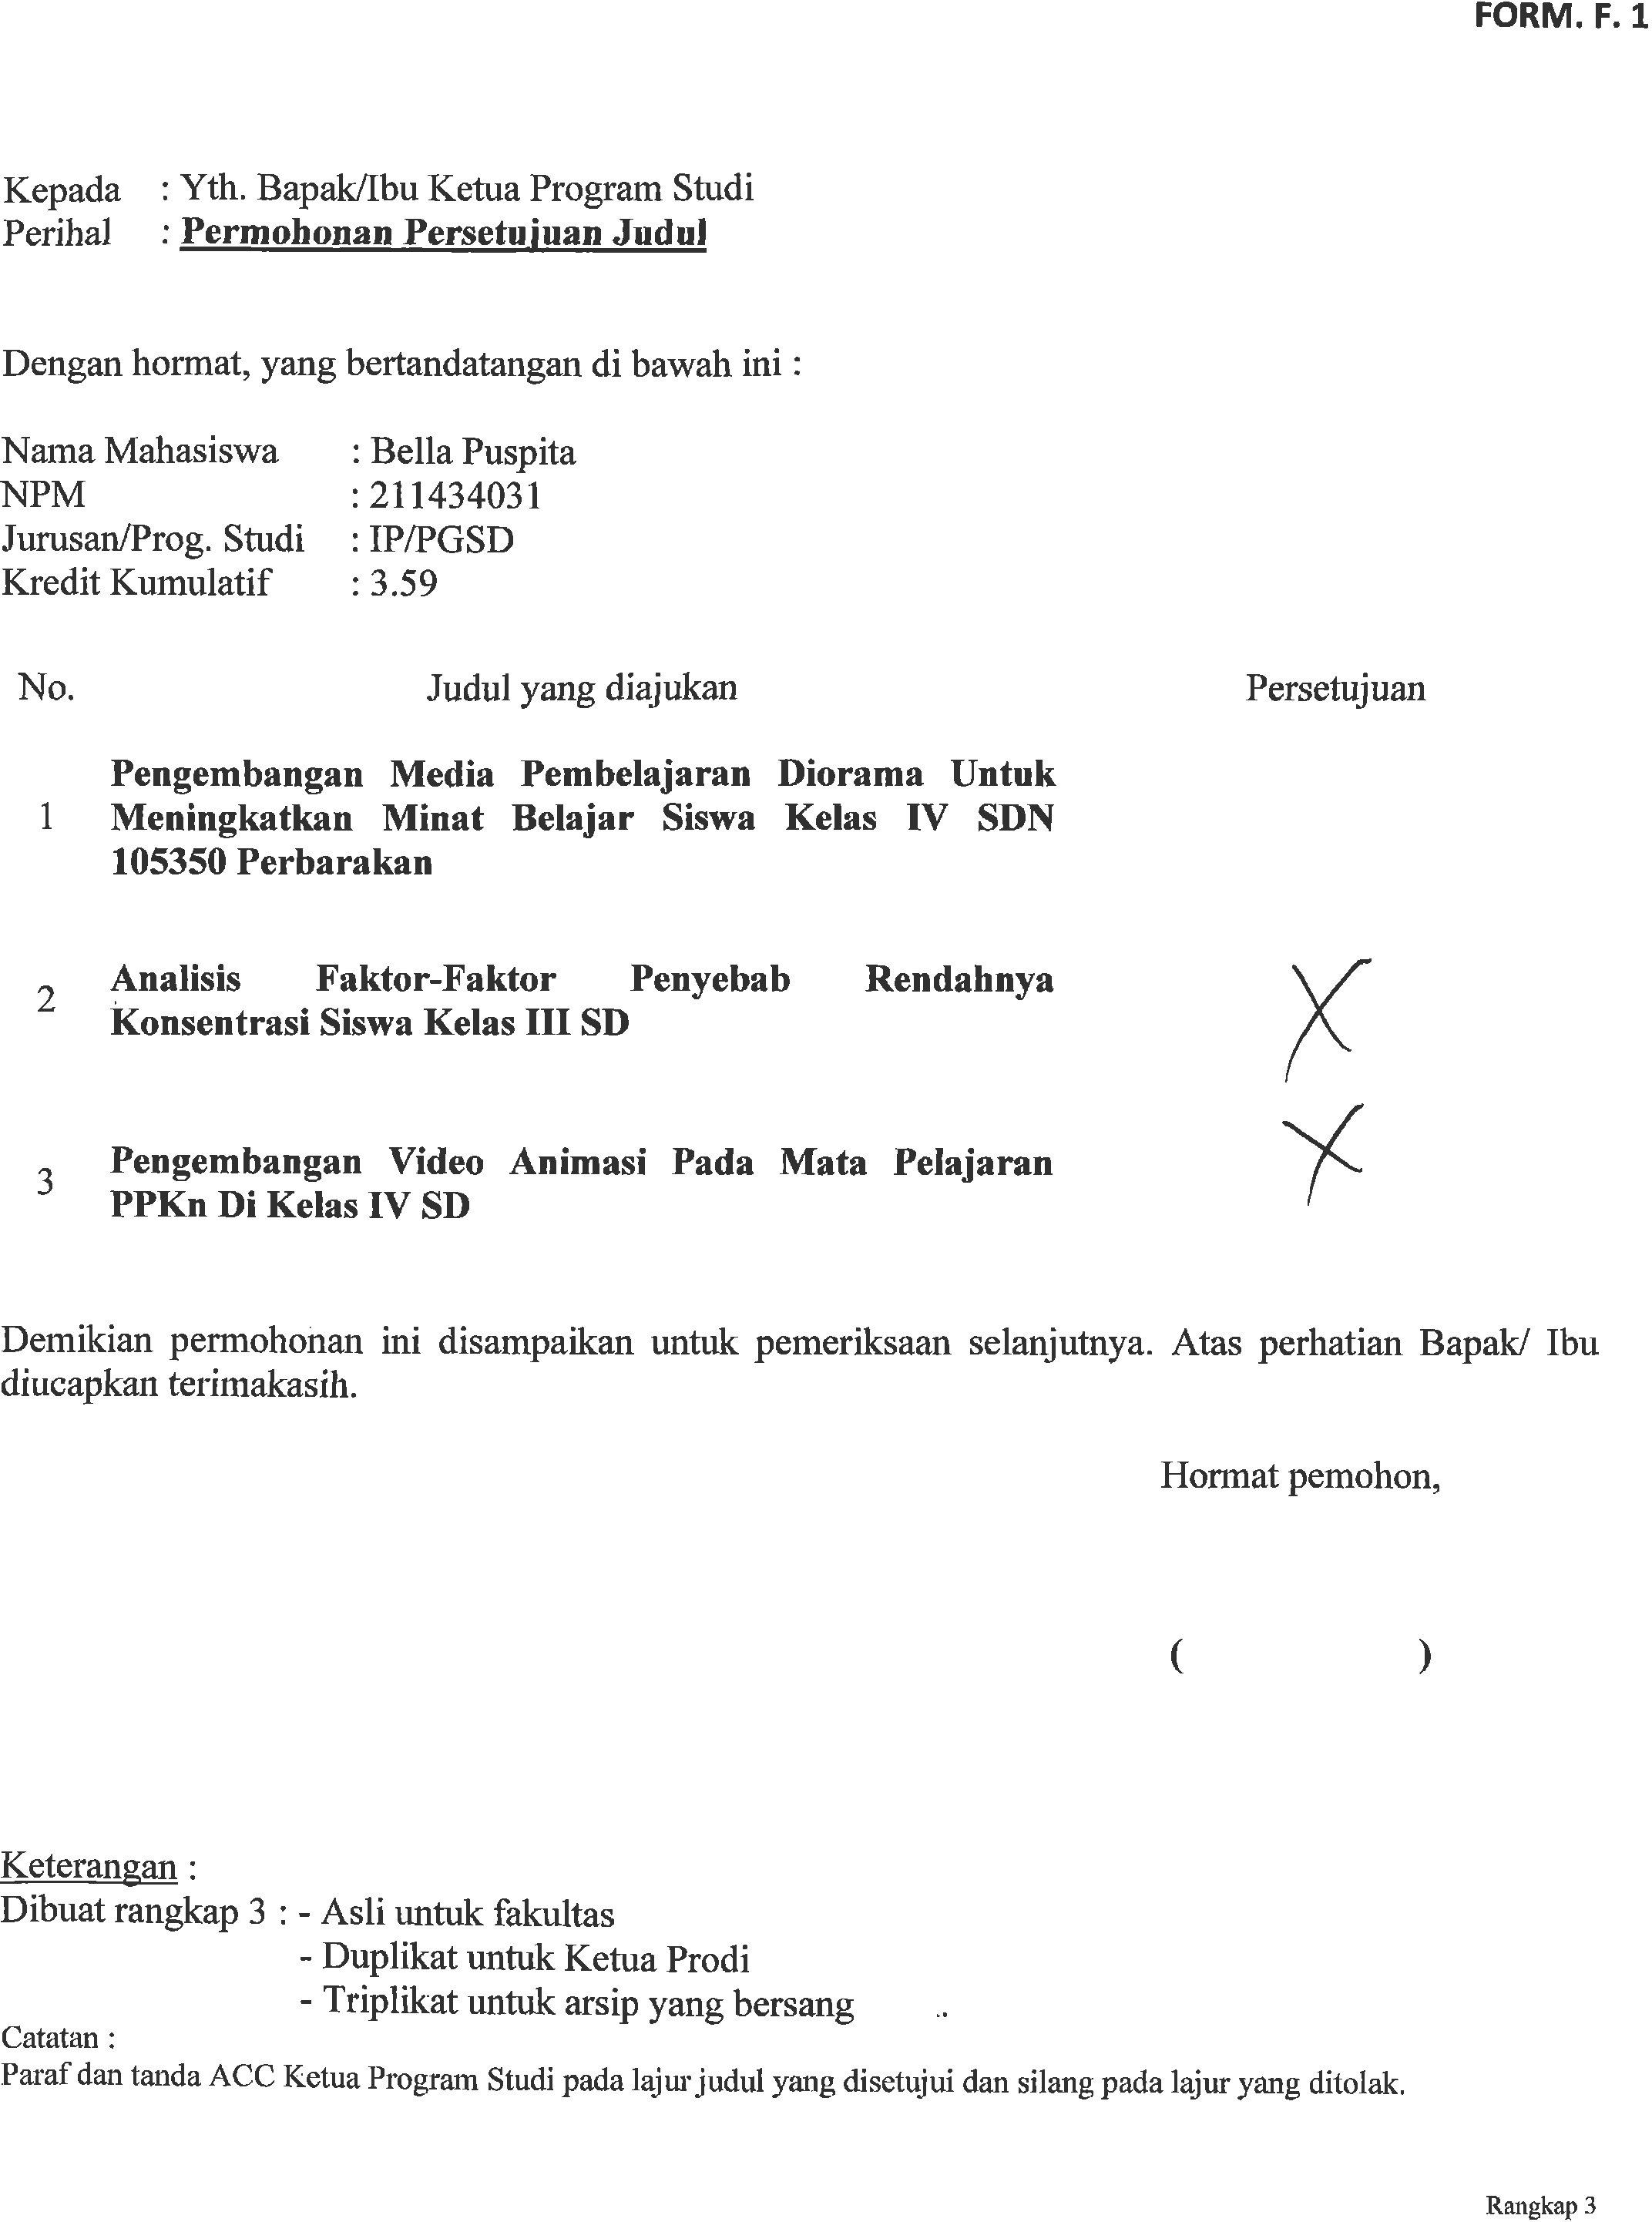 FORM. F. 1
Kepada : Yth. Bapak/Ibu Ketua Program Studi
Perihal : Permohonan Persetujuan Judul
Dengan hormat, yang bertandatangan di bawah ini :
Nama Mahasiswa : Bella Puspita
NPM : 211434031
Jurusan/Prog. Studi : IP/PGSD
Kredit Kumulatif : 3.59
No. Judul yang diajukan Persetujuan
Pengembangan Media Pembelajaran Diorama Untuk
1 Meningkatkan Minat Belajar Siswa Kelas IV SDN
105350 Perbarakan
2 Analisis Faktor-Faktor Penyebab Rendahnya
Konsentrasi Siswa Kelas III SD
3 Pengembangan Video Animasi Pada Mata Pelajaran
PPKn Di Kelas IV SD
Demikian permohonan ini disampaikan untuk pemeriksaan selanjutnya. Atas perhatian Bapak/ Ibu
diucapkan terimakasih.
Hormat pemohon,
( )
Keterangan :
Dibuat rangkap 3 : - Asli untuk fakultas
- Duplikat untuk Ketua Prodi
- Triplikat untuk arsip yang bersang
Catatan :
Paraf dan tanda ACC Ketua Program Studi pada lajur judul yang disetujui dan silang pada lajur yang ditolak.
Rangkap 3